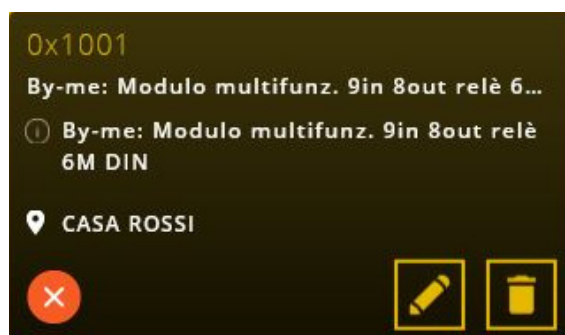 0x1001
By-me: Modulo multifunz. 9in 8out relè 6...
By-me: Modulo multifunz. 9in 8out relè
6M DIN
CASA ROSSI